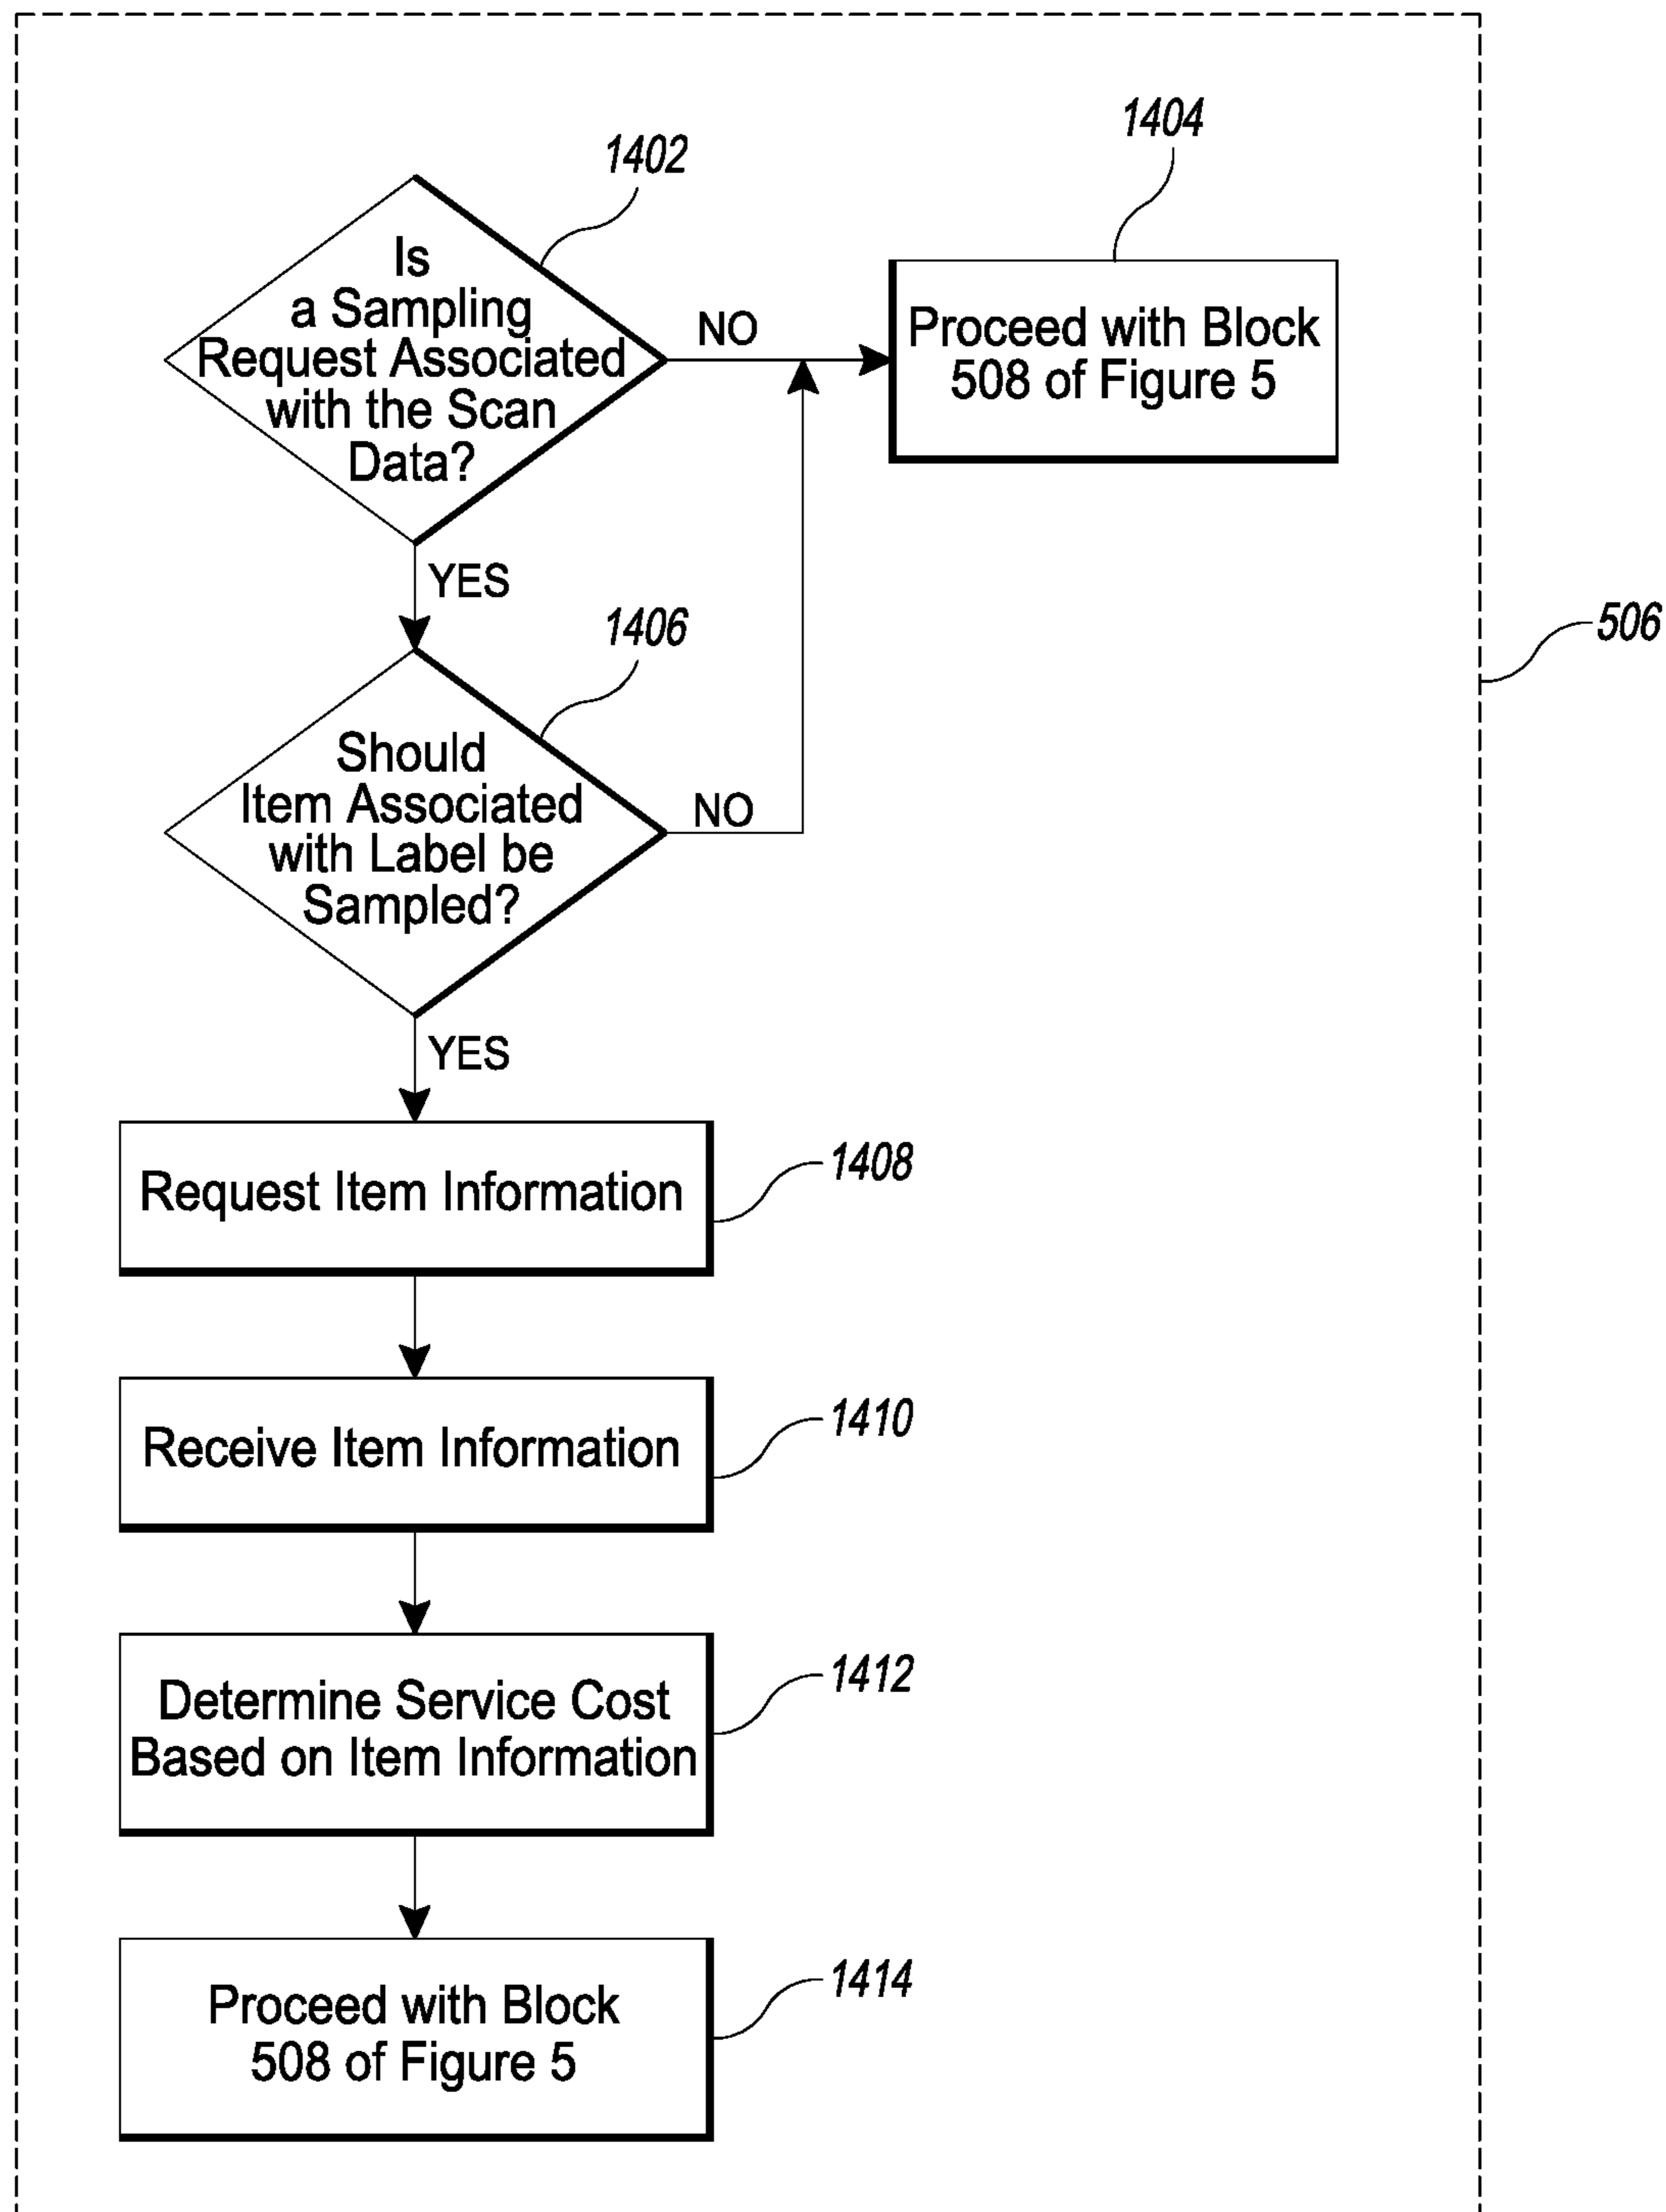 1402
1404
Is
a Sampling
Request Associated
with the Scan
Data?
NO
Proceed with Block
508 of Figure 5
YES
1406
506
Should
Item Associated
with Label be
Sampled?
NO
YES
Request Item Information
1408
Receive Item Information
1410
Determine Service Cost
Based on Item Information
1412
Proceed with Block
508 of Figure 5
1414